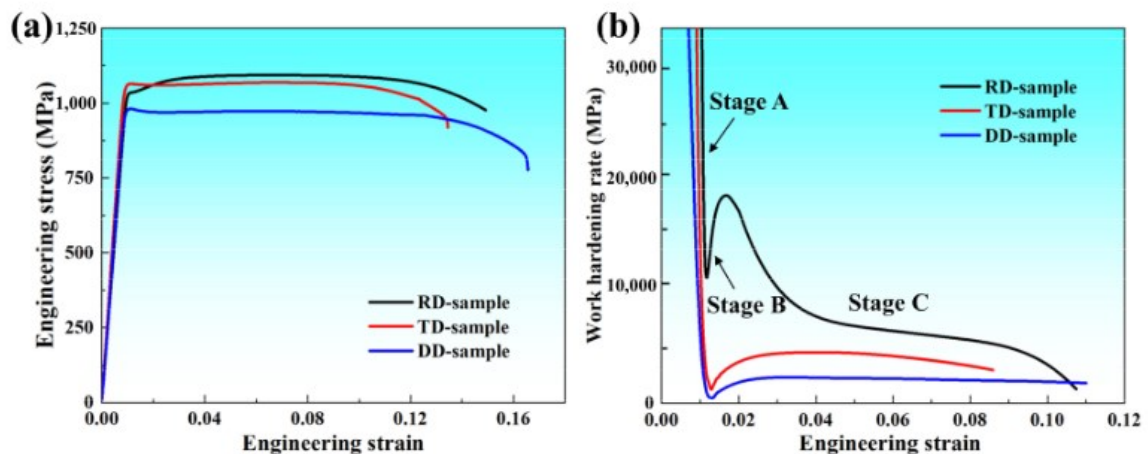 (a)
1,250
1,000
750
500
250
0
Engineering stress (MPa)
RD-sample
TD-sample
DD-sample
0.00 0.04 0.08 0.12 0.16
Engineering strain
(b)
30,000
20,000
10,000
0
Work hardening rate (MPa)
Stage A
Stage B
Stage C
RD-sample
TD-sample
DD-sample
0.00 0.02 0.04 0.06 0.08 0.10 0.12
Engineering strain